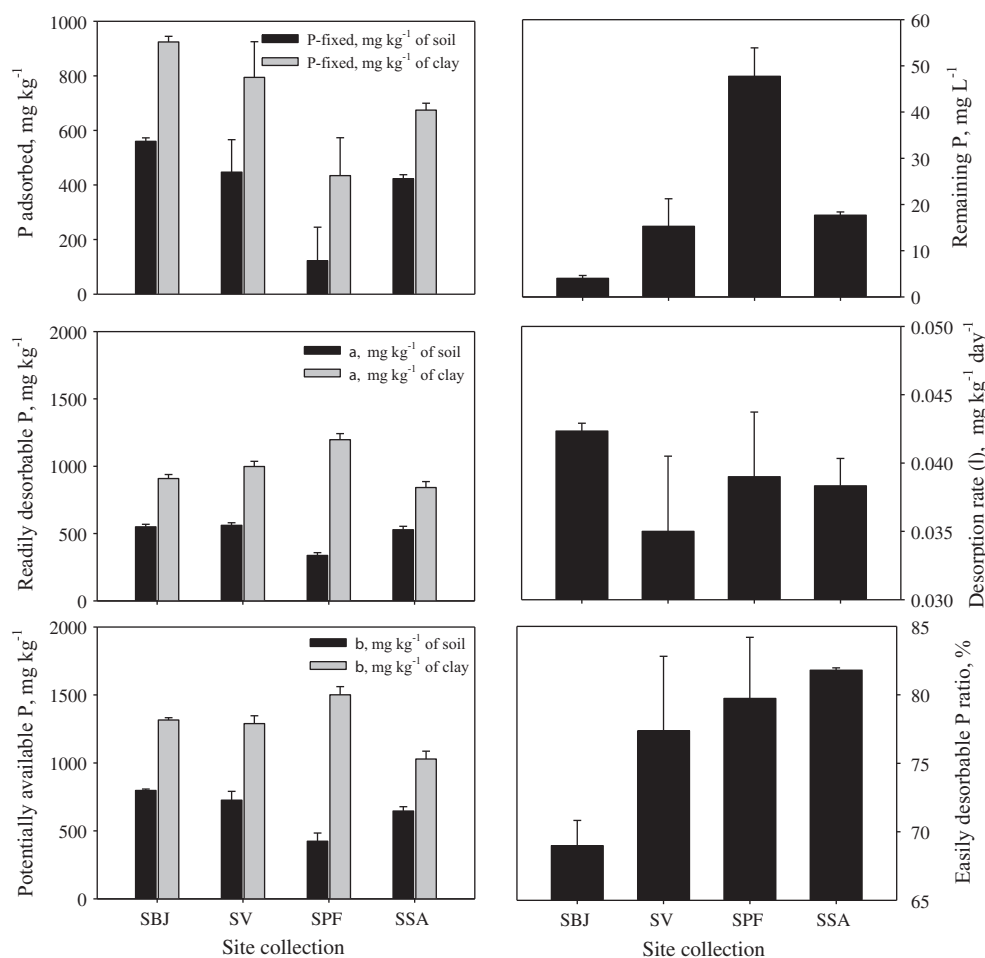 1000
800
600
400
200
0
P adsorbed, mg kg⁻¹
P-fixed, mg kg⁻¹ of soil
P-fixed, mg kg⁻¹ of clay
60
50
40
30
20
10
0
Remaining P, mg L⁻¹
2000
1500
1000
500
0
Readily desorbable P, mg kg⁻¹
a, mg kg⁻¹ of soil
a, mg kg⁻¹ of clay
0.050
0.045
0.040
0.035
0.030
Desorption rate (l), mg kg⁻¹ day⁻¹
2000
1500
1000
500
0
Potentially available P, mg kg⁻¹
b, mg kg⁻¹ of soil
b, mg kg⁻¹ of clay
SBJ SV SPF SSA
Site collection
85
80
75
70
65
Easily desorbable P ratio, %
SBJ SV SPF SSA
Site collection